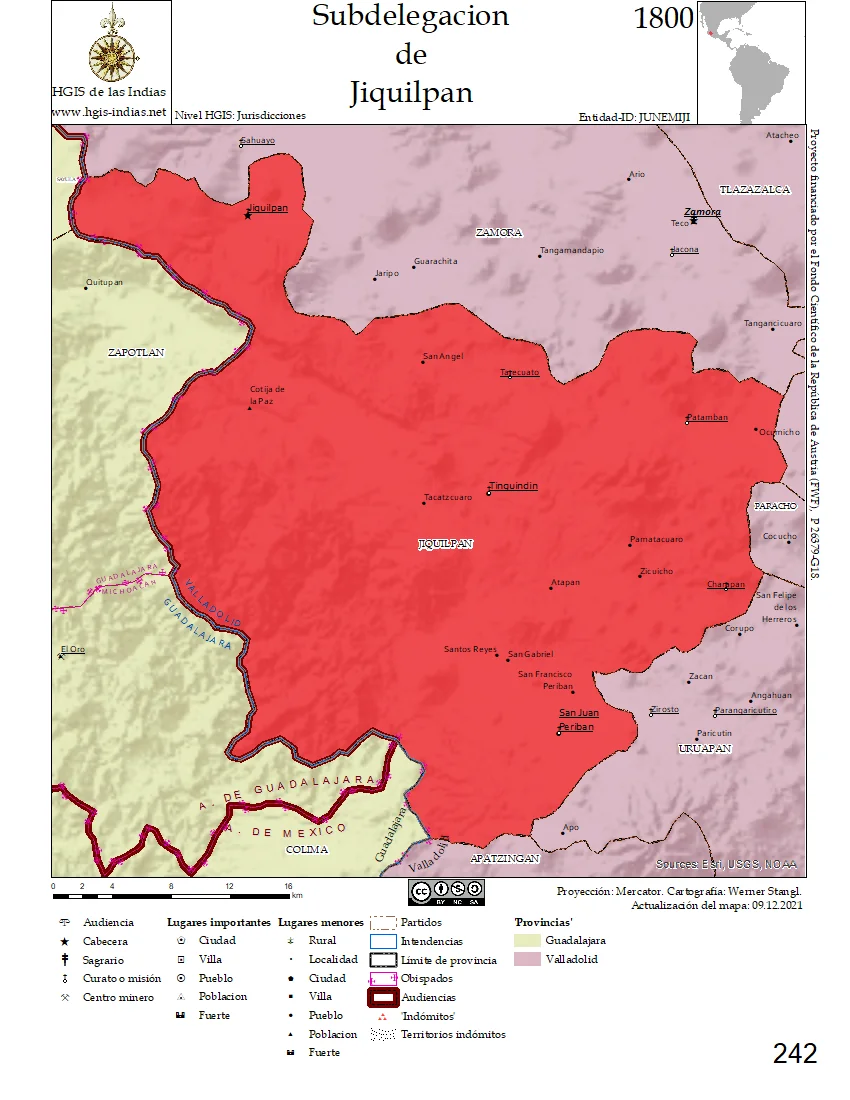 Subdelegacion
de
Jiquilpan
1800
HGIS de las Indias
www.hgis-indias.net
Nivel HGIS: Jurisdicciones
Entidad-ID: JUNEMIJI
Proyecto financiado por el Fondo Científico de la República de Austria (FWF), P 26379-G18.
Sahuayo
Atacheo
Ario
TLAZAZALCA
Jiquilpan
Zamora
Teco
ZAMORA
Jacona
Tangamandapio
Guarachita
Jaripo
Quitupan
Tangancicuaro
ZAPOTLAN
San Angel
Tarecuato
Cotija de
la Paz
Patamban
Ocumicho
Tinguindín
Tacatzcuaro
PARACHO
JIQUILPAN
Pamatacuaro
Cocucho
GUADALAJARA
MICHOACAN
Zicuicho
Atapan
Charapan
VALLADOLID
GUADALAJARA
San Felipe
de los
Herreros
Corupo
El Oro
Santos Reyes
San Gabriel
San Francisco
Periban
Zacan
Angahuan
San Juan
Periban
Zirosto
Parangaricutiro
Paricutin
URUAPAN
A. DE GUADALAJARA
A. DE MEXICO
COLIMA
Guadalajara
Valladolid
Apo
APATZINGAN
Sources: Esri, USGS, NOAA
0 2 4 8 12 16
km
CC BY NC SA
Proyección: Mercator. Cartografía: Werner Stangl.
Actualización del mapa: 09.12.2021
Audiencia
Cabecera
Sagrario
Curato o misión
Centro minero
Lugares importantes
Ciudad
Villa
Pueblo
Poblacion
Fuerte
Lugares menores
Rural
Localidad
Ciudad
Villa
Pueblo
Poblacion
Fuerte
Partidos
Intendencias
Límite de provincia
Obispados
Audiencias
'Indómitos'
Territorios indómitos
'Provincias'
Guadalajara
Valladolid
242